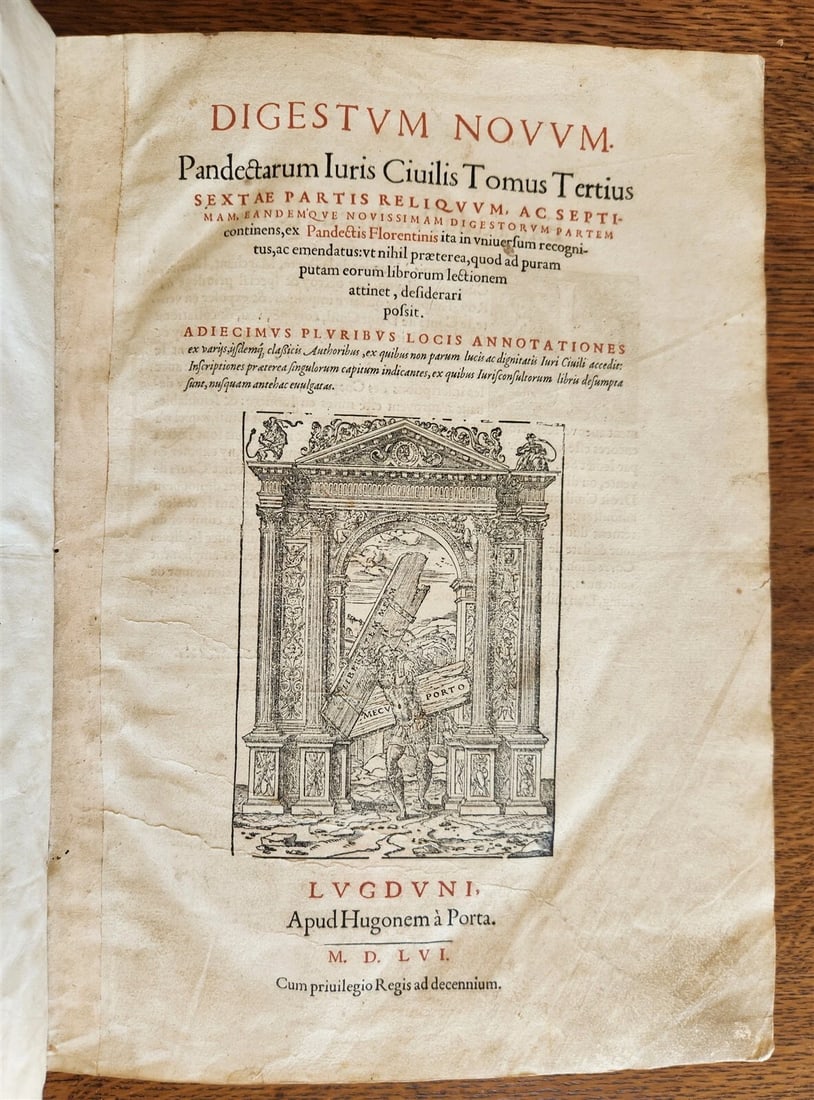 DIGESTVM NOVVM.
Pandectarum Iuris Ciuilis Tomus Tertius
SEXTAE PARTIS RELIQVVM, AC SEPTI-
MAM, EANDEMQVE NOVISSIMAM DIGESTORVM PARTEM
continens, ex Pandectis Florentinis ita in vniuerſum recogni-
tus, ac emendatus: vt nihil præterea, quod ad puram
putam eorum librorum lectionem
attinet, deſiderari
poſsit.
ADIECIMVS PLVRIBVS LOCIS ANNOTATIONES
ex varijs, ijſdemq́; claſsicis Authoribus, ex quibus non parum lucis ac dignitatis Iuri Ciuili accedit:
Inſcriptiones præterea ſingulorum capitum indicantes, ex quibus Iuriſconſultorum libris deſumpta
ſunt, nuſquam antehac euulgatas.
LIBERTATEM MEAM
MECV PORTO
LVGDVNI,
Apud Hugonem à Porta.
M. D. LVI.
Cum priuilegio Regis ad decennium.